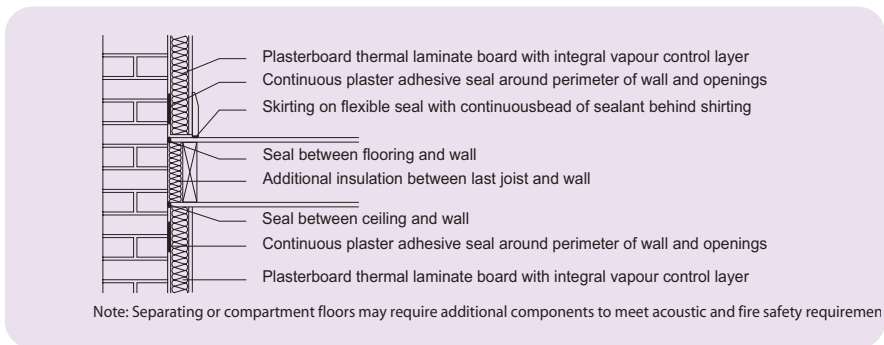 Plasterboard thermal laminate board with integral vapour control layer
Continuous plaster adhesive seal around perimeter of wall and openings
Skirting on flexible seal with continuousbead of sealant behind shirting
Seal between flooring and wall
Additional insulation between last joist and wall
Seal between ceiling and wall
Continuous plaster adhesive seal around perimeter of wall and openings
Plasterboard thermal laminate board with integral vapour control layer
Note: Separating or compartment floors may require additional components to meet acoustic and fire safety requiremen